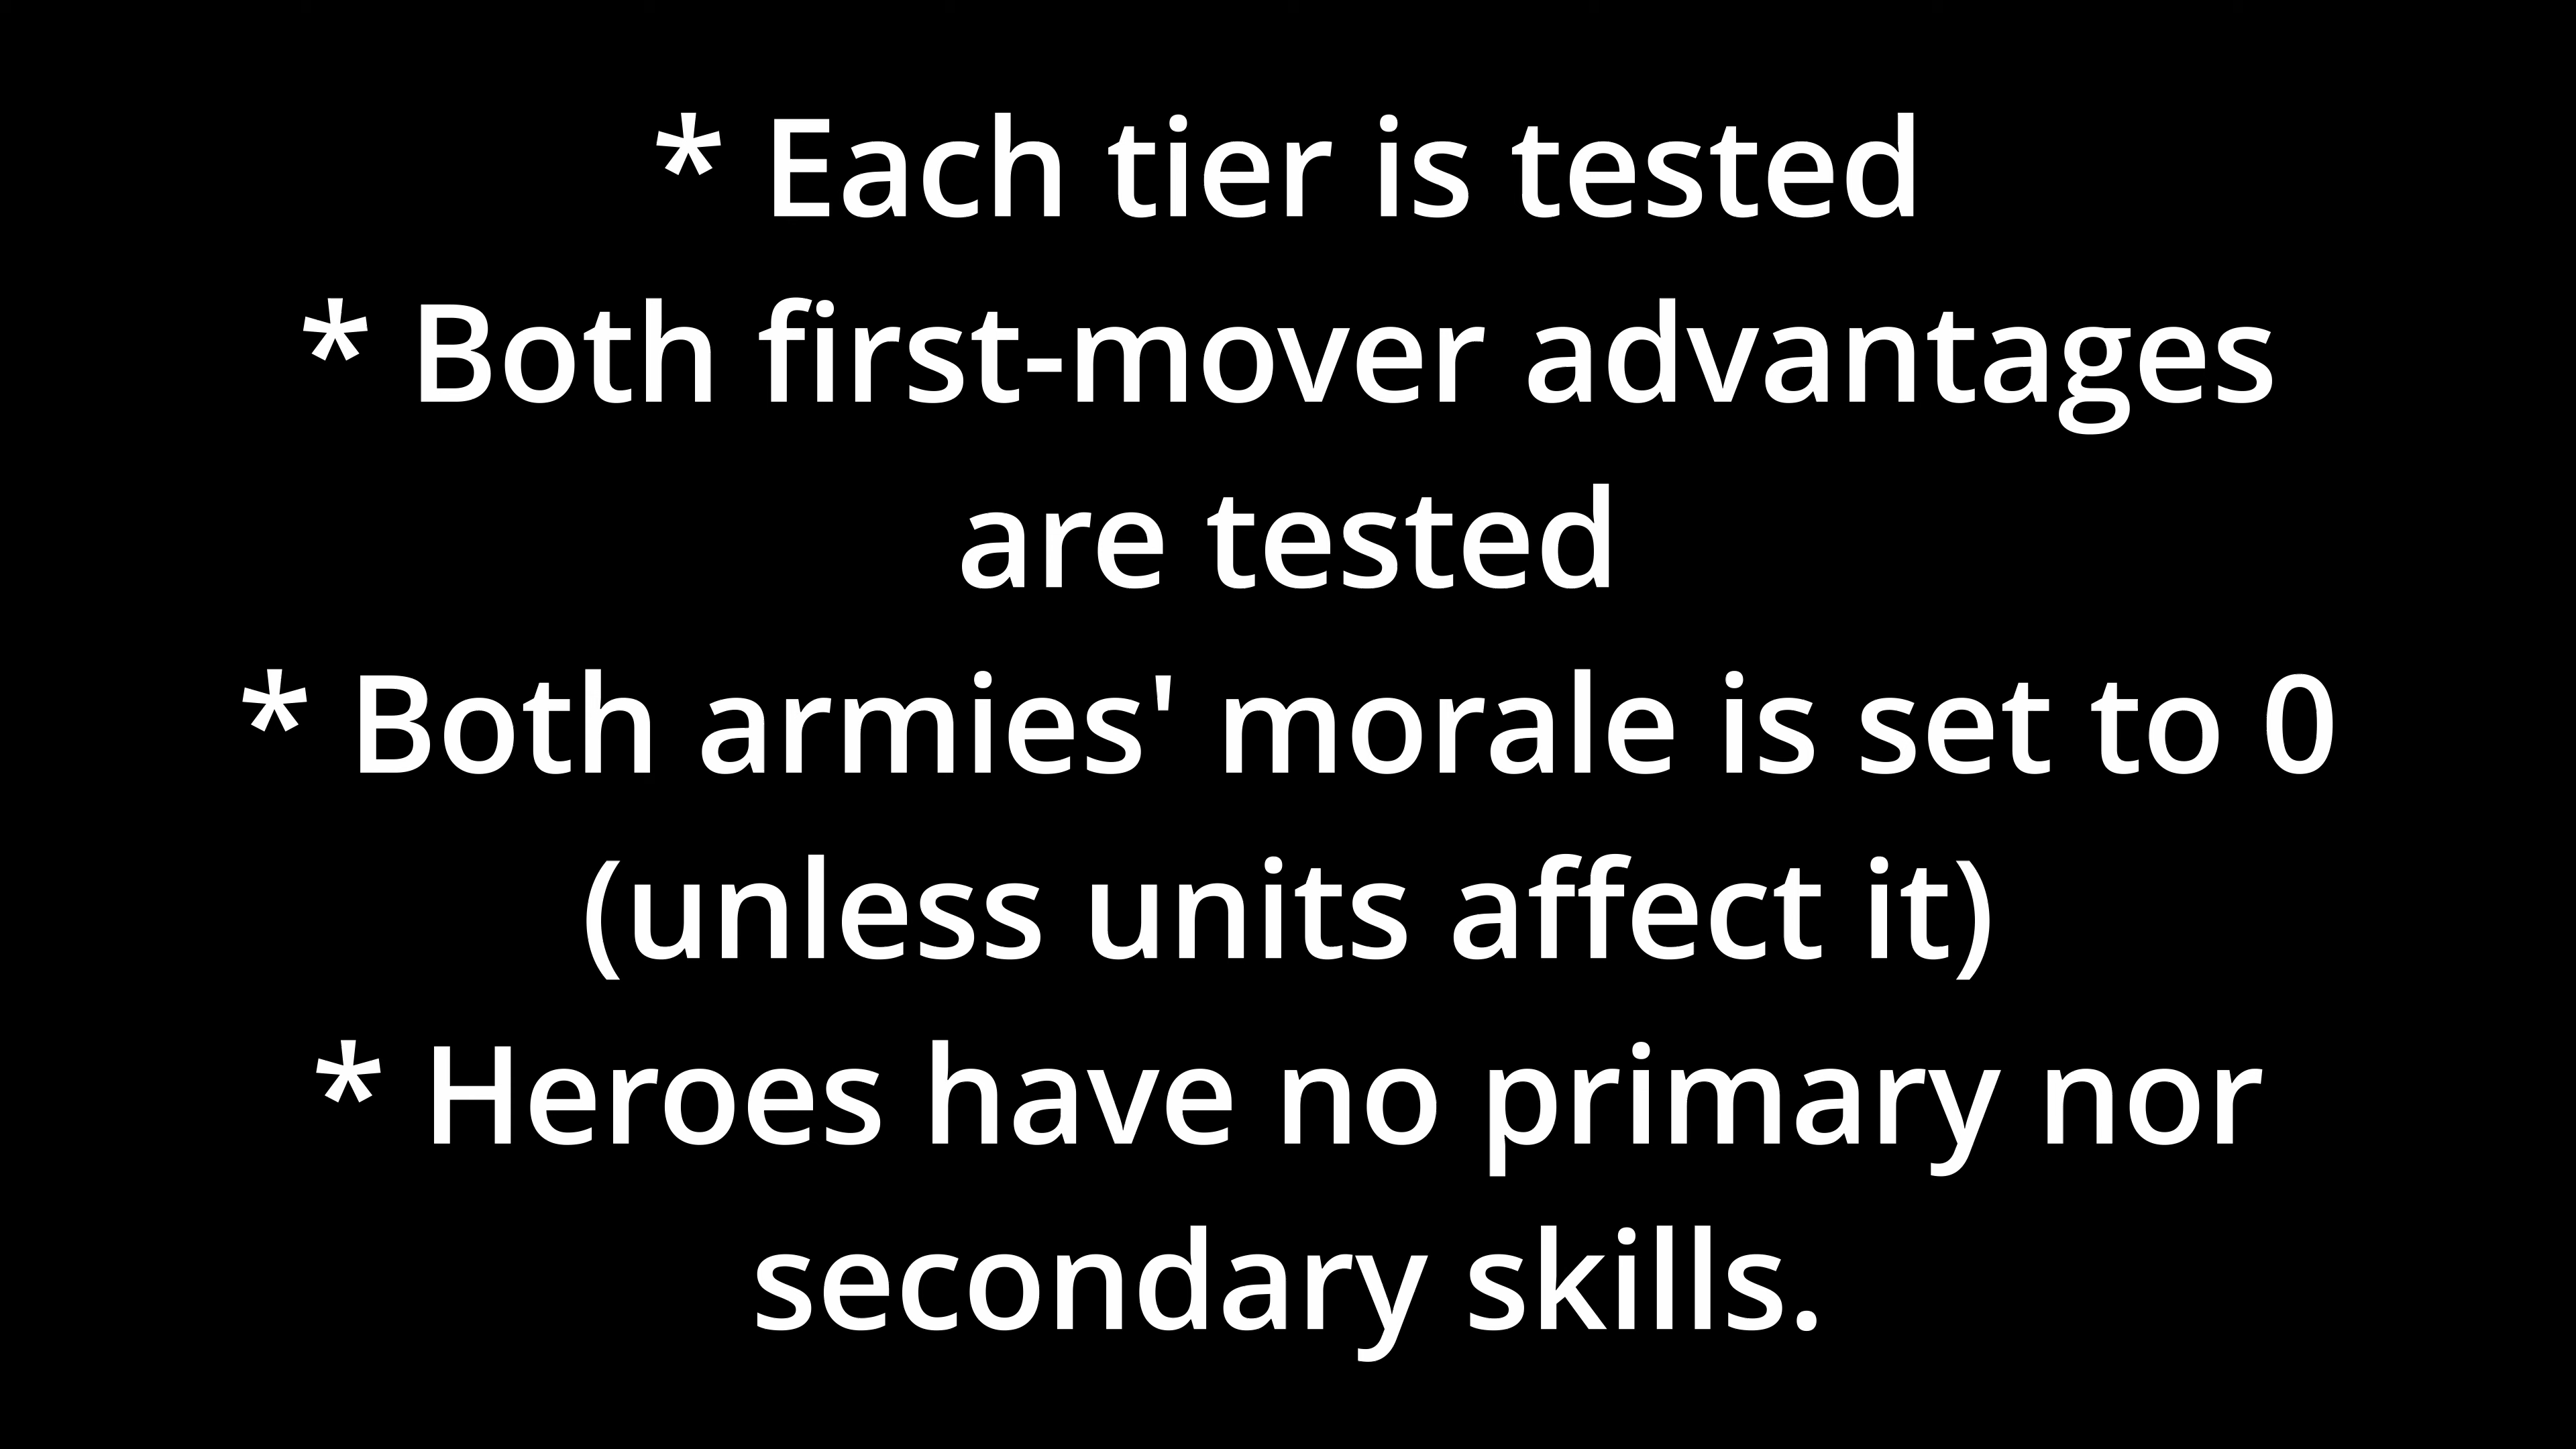 * Each tier is tested
* Both first-mover advantages
are tested
* Both armies' morale is set to 0
(unless units affect it)
* Heroes have no primary nor
secondary skills.